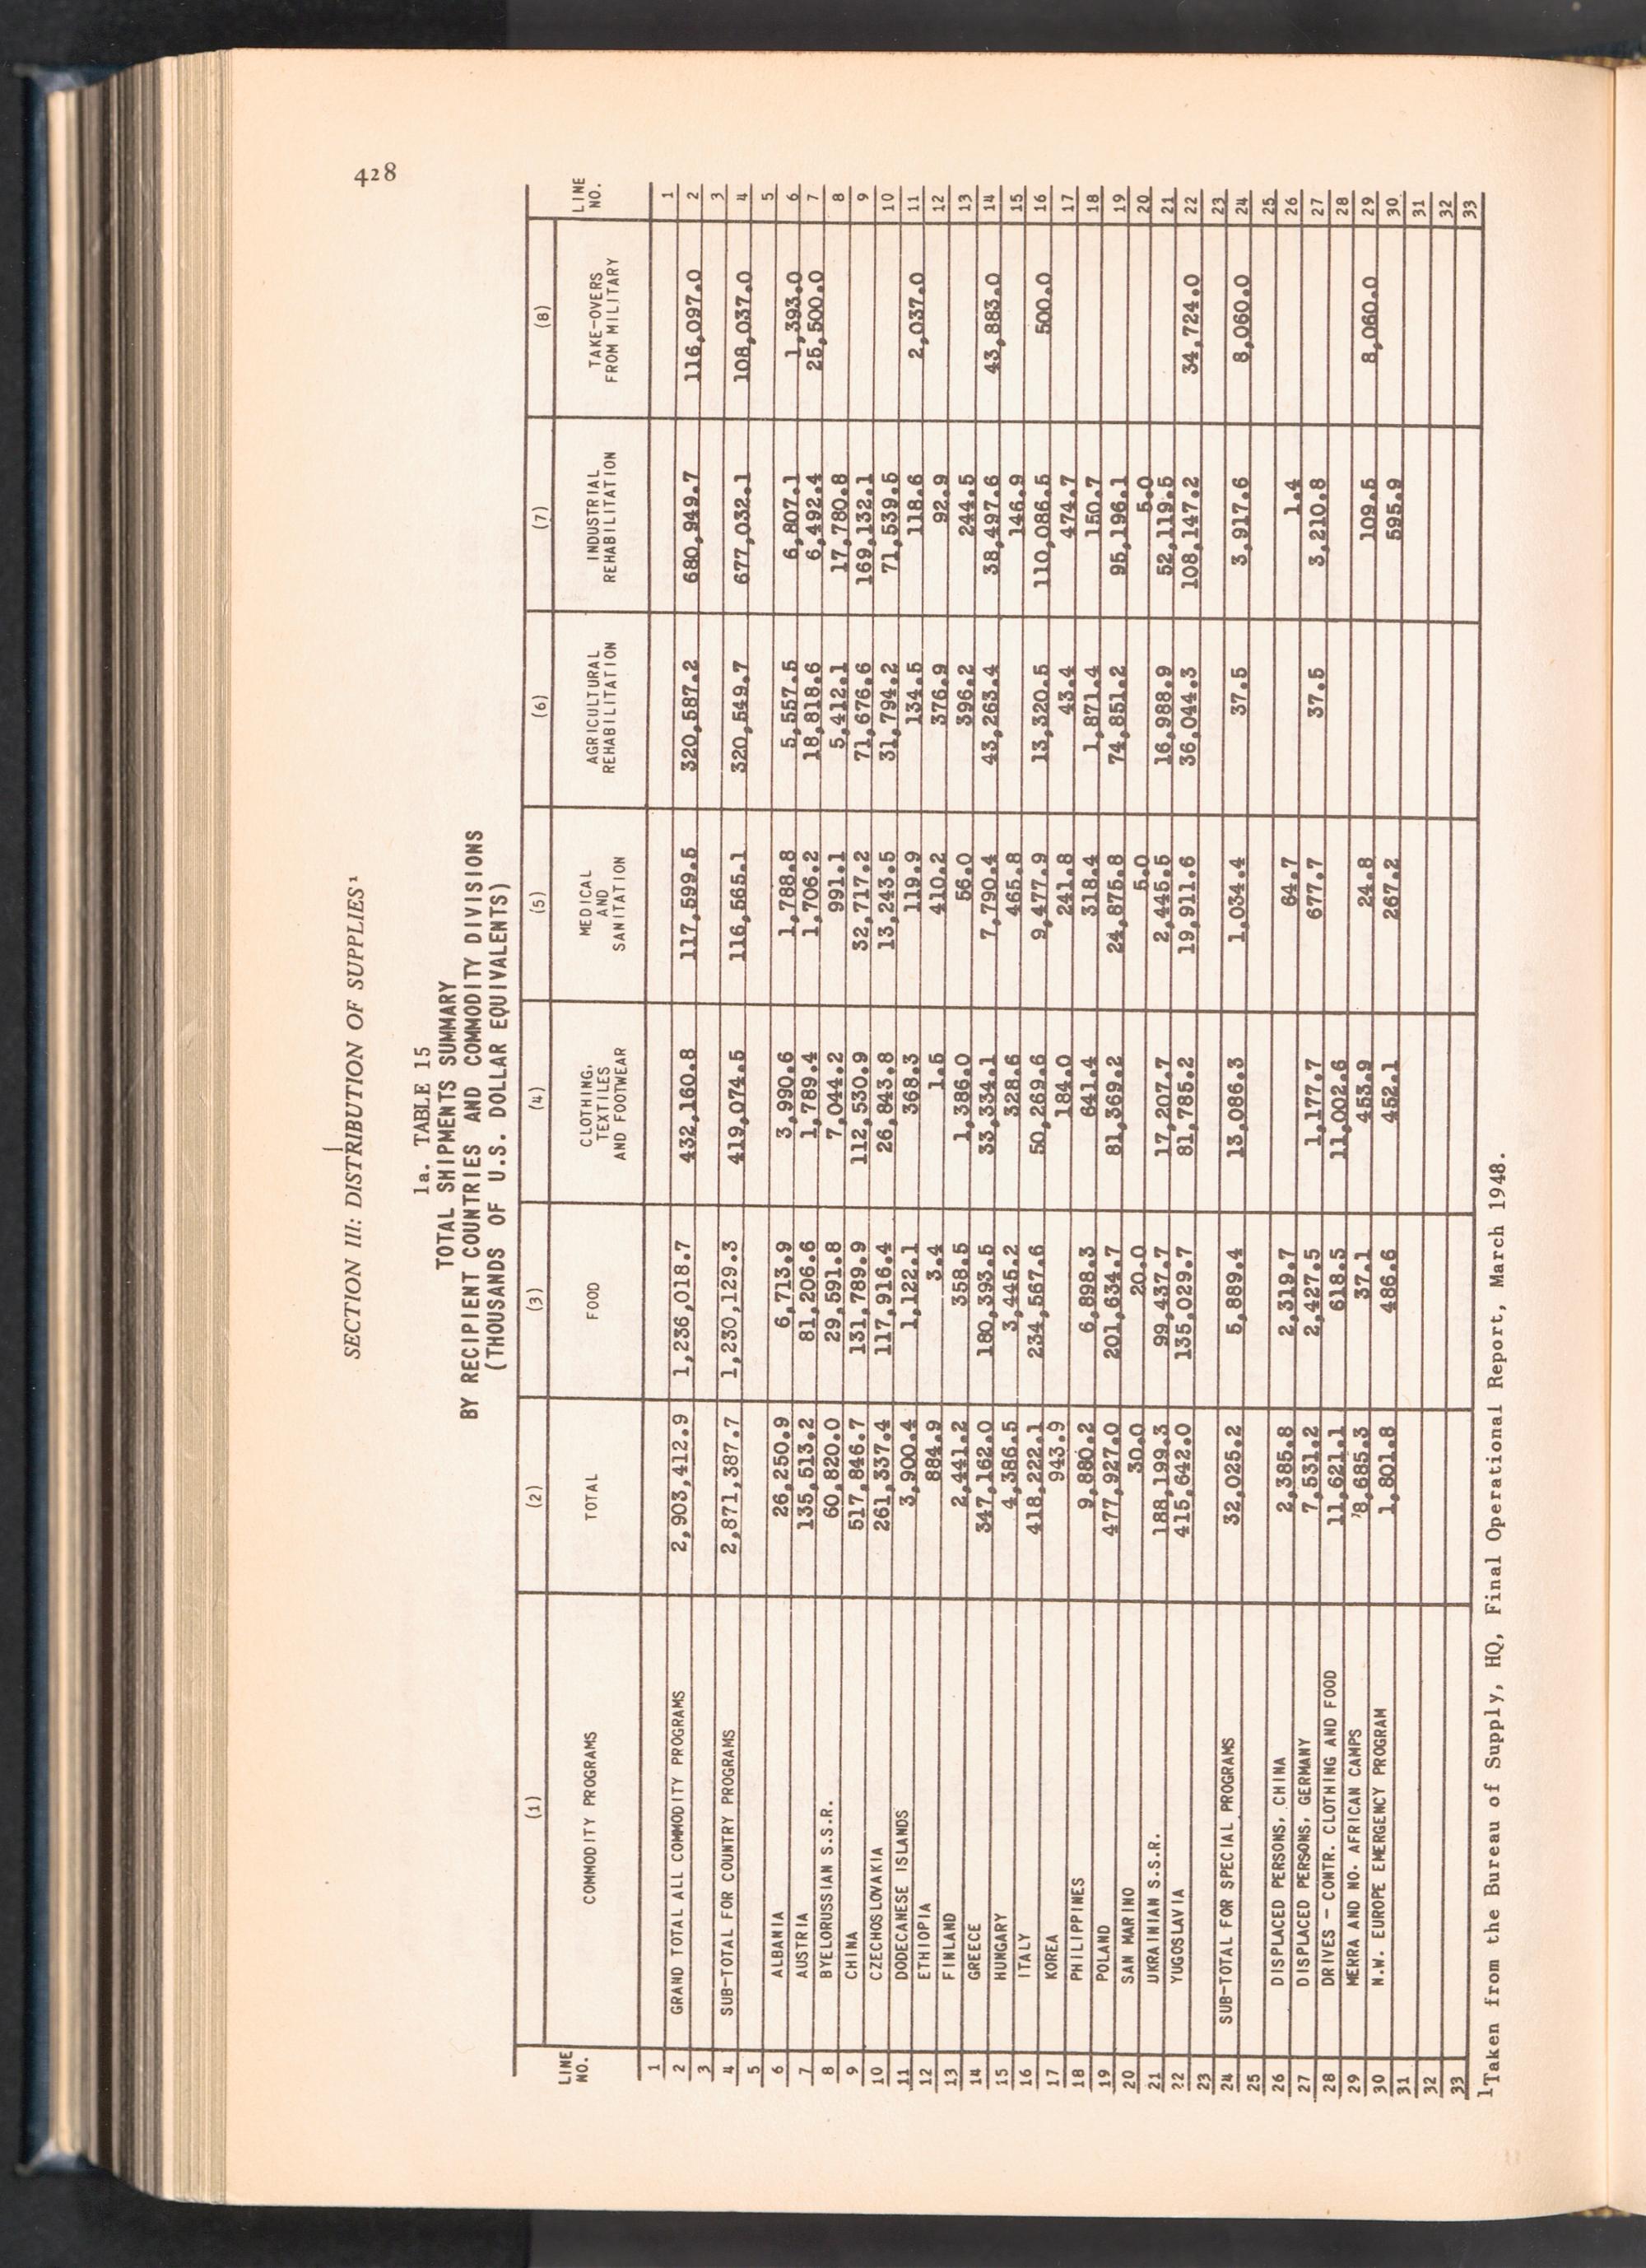 428
SECTION III: DISTRIBUTION OF SUPPLIES¹
1a. TABLE 15
TOTAL SHIPMENTS SUMMARY
BY RECIPIENT COUNTRIES AND COMMODITY DIVISIONS
(THOUSANDS OF U.S. DOLLAR EQUIVALENTS)
(1) (2) (3) (4) (5) (6) (7) (8)
LINE NO. COMMODITY PROGRAMS TOTAL FOOD CLOTHING, TEXTILES AND FOOTWEAR MEDICAL AND SANITATION AGRICULTURAL REHABILITATION INDUSTRIAL REHABILITATION TAKE-OVERS FROM MILITARY LINE NO.
1 1
2 GRAND TOTAL ALL COMMODITY PROGRAMS 2,903,412.9 1,236,018.7 432,160.8 117,599.5 320,587.2 680,949.7 116,097.0 2
3 3
4 SUB-TOTAL FOR COUNTRY PROGRAMS 2,871,387.7 1,230,129.3 419,074.5 116,565.1 320,549.7 677,032.1 108,037.0 4
5 5
6 ALBANIA 26,250.9 6,713.9 3,990.6 1,788.8 5,557.5 6,807.1 1,393.0 6
7 AUSTRIA 135,513.2 81,206.6 1,789.4 1,706.2 18,818.6 6,492.4 25,500.0 7
8 BYELORUSSIAN S.S.R. 60,820.0 29,591.8 7,044.2 991.1 5,412.1 17,780.8 8
9 CHINA 517,846.7 131,789.9 112,530.9 32,717.2 71,676.6 169,132.1 9
10 CZECHOSLOVAKIA 261,337.4 117,916.4 26,843.8 13,243.5 31,794.2 71,539.5 10
11 DODECANESE ISLANDS 3,900.4 1,122.1 368.3 119.9 134.5 118.6 2,037.0 11
12 ETHIOPIA 884.9 3.4 1.5 410.2 376.9 92.9 12
13 FINLAND 2,441.2 358.5 1,386.0 56.0 396.2 244.5 13
14 GREECE 347,162.0 180,393.5 33,334.1 7,790.4 43,263.4 38,497.6 43,883.0 14
15 HUNGARY 4,386.5 3,445.2 328.6 465.8 146.9 15
16 ITALY 418,222.1 234,567.6 50,269.6 9,477.9 13,320.5 110,086.5 500.0 16
17 KOREA 943.9 184.0 241.8 43.4 474.7 17
18 PHILIPPINES 9,880.2 6,898.3 641.4 318.4 1,871.4 150.7 18
19 POLAND 477,927.0 201,634.7 81,369.2 24,875.8 74,851.2 95,196.1 19
20 SAN MARINO 30.0 20.0 5.0 5.0 20
21 UKRAINIAN S.S.R. 188,199.3 99,437.7 17,207.7 2,445.5 16,988.9 52,119.5 21
22 YUGOSLAVIA 415,642.0 135,029.7 81,785.2 19,911.6 36,044.3 108,147.2 34,724.0 22
23 23
24 SUB-TOTAL FOR SPECIAL PROGRAMS 32,025.2 5,889.4 13,086.3 1,034.4 37.5 3,917.6 8,060.0 24
25 25
26 DISPLACED PERSONS, CHINA 2,385.8 2,319.7 64.7 1.4 26
27 DISPLACED PERSONS, GERMANY 7,531.2 2,427.5 1,177.7 677.7 37.5 3,210.8 27
28 DRIVES - CONTR. CLOTHING AND FOOD 11,621.1 618.5 11,002.6 28
29 MERRA AND NO. AFRICAN CAMPS 8,685.3 37.1 453.9 24.8 109.5 8,060.0 29
30 N.W. EUROPE EMERGENCY PROGRAM 1,801.8 486.6 452.1 267.2 595.9 30
31 31
32 32
33 33
¹Taken from the Bureau of Supply, HQ, Final Operational Report, March 1948.